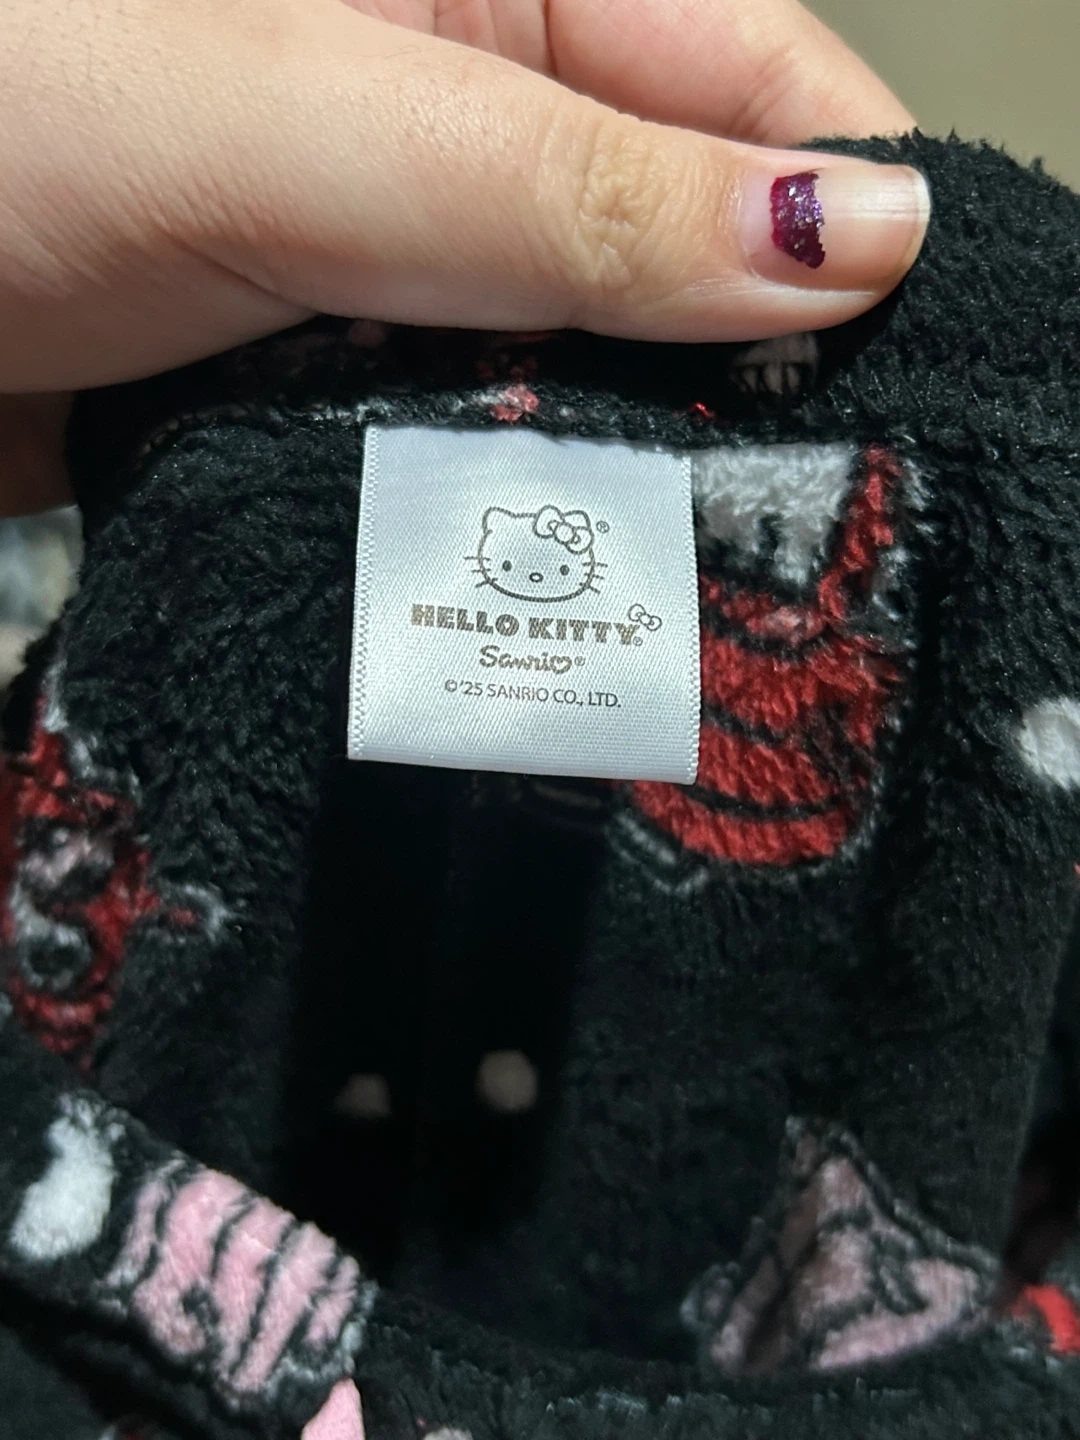 ®
HELLO KITTY®
Sanrio®
©'25 SANRIO CO., LTD.